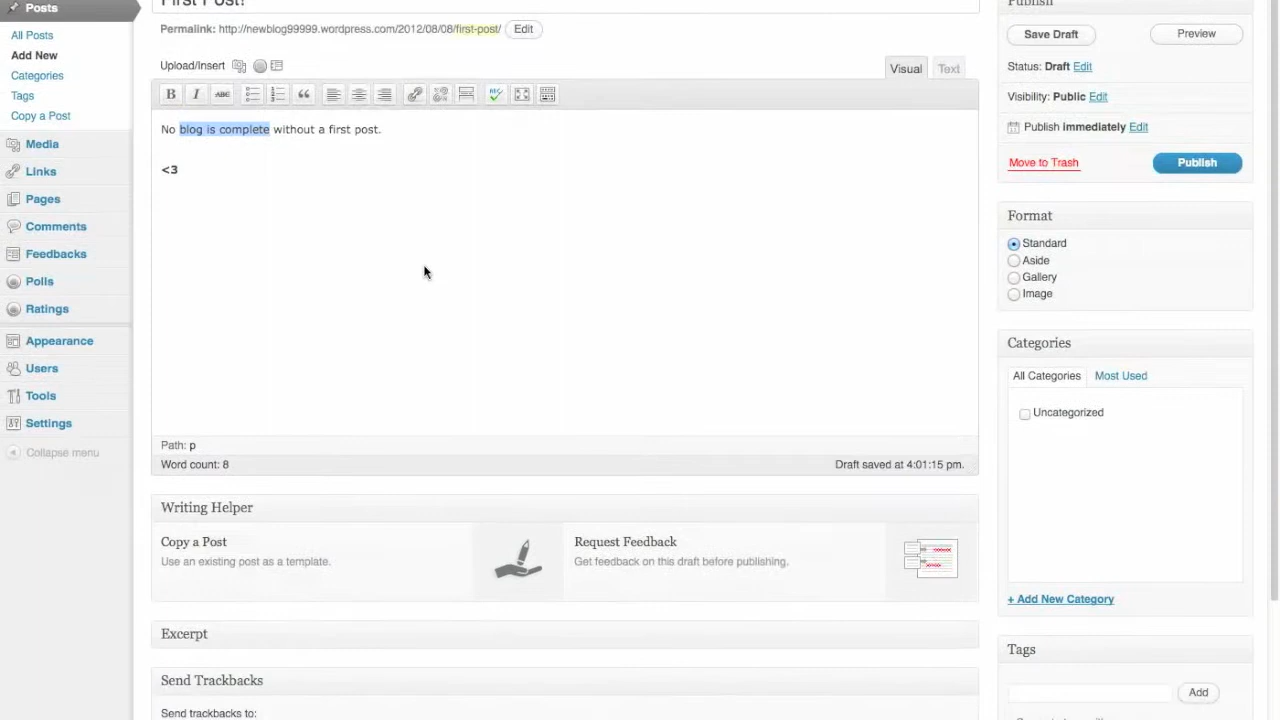 Posts
All Posts
Add New
Categories
Tags
Copy a Post
Media
Links
Pages
Comments
Feedbacks
Polls
Ratings
Appearance
Users
Tools
Settings
Collapse menu
First Post!
Permalink: http://newblog99999.wordpress.com/2012/08/08/first-post/ Edit
Upload/Insert
Visual Text
B I ABC
No blog is complete without a first post.
<3
Path: p
Word count: 8 Draft saved at 4:01:15 pm.
Writing Helper
Copy a Post
Use an existing post as a template.
Request Feedback
Get feedback on this draft before publishing.
Excerpt
Send Trackbacks
Send trackbacks to:
Publish
Save Draft Preview
Status: Draft Edit
Visibility: Public Edit
Publish immediately Edit
Move to Trash Publish
Format
Standard
Aside
Gallery
Image
Categories
All Categories Most Used
Uncategorized
+ Add New Category
Tags
Add